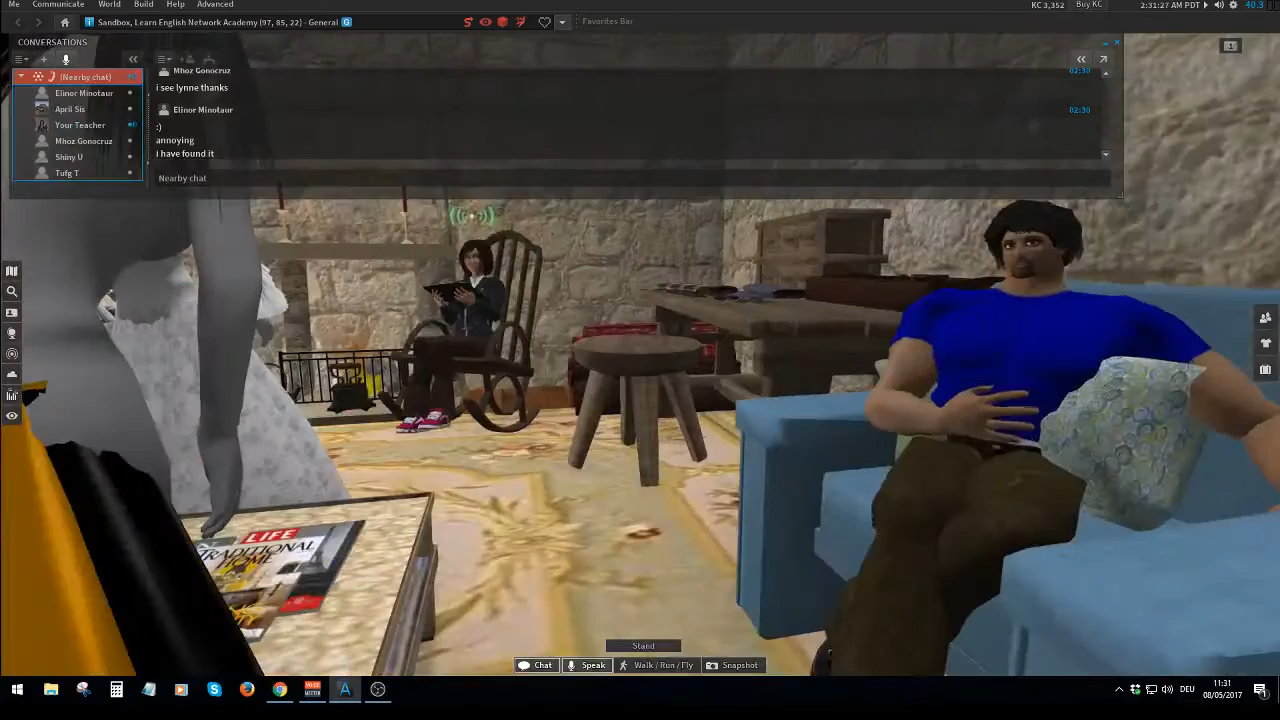 Me Communicate World Build Help Advanced
KC 3,352 Buy KC 2:31:27 AM PDT 40.3
Sandbox, Learn English Network Academy (97, 85, 22) - General G
Favorites Bar
CONVERSATIONS
1
(Nearby chat)
Elinor Minotaur
April Sis
Your Teacher
Mhoz Gonocruz
Shiny U
Tufg T
Mhoz Gonocruz 02:30
i see lynne thanks
Elinor Minotaur 02:30
:)
annoying
I have found it
Nearby chat
LIFE
TRADITIONAL
HOME
Stand
Chat Speak Walk / Run / Fly Snapshot
DEU
11:31
08/05/2017